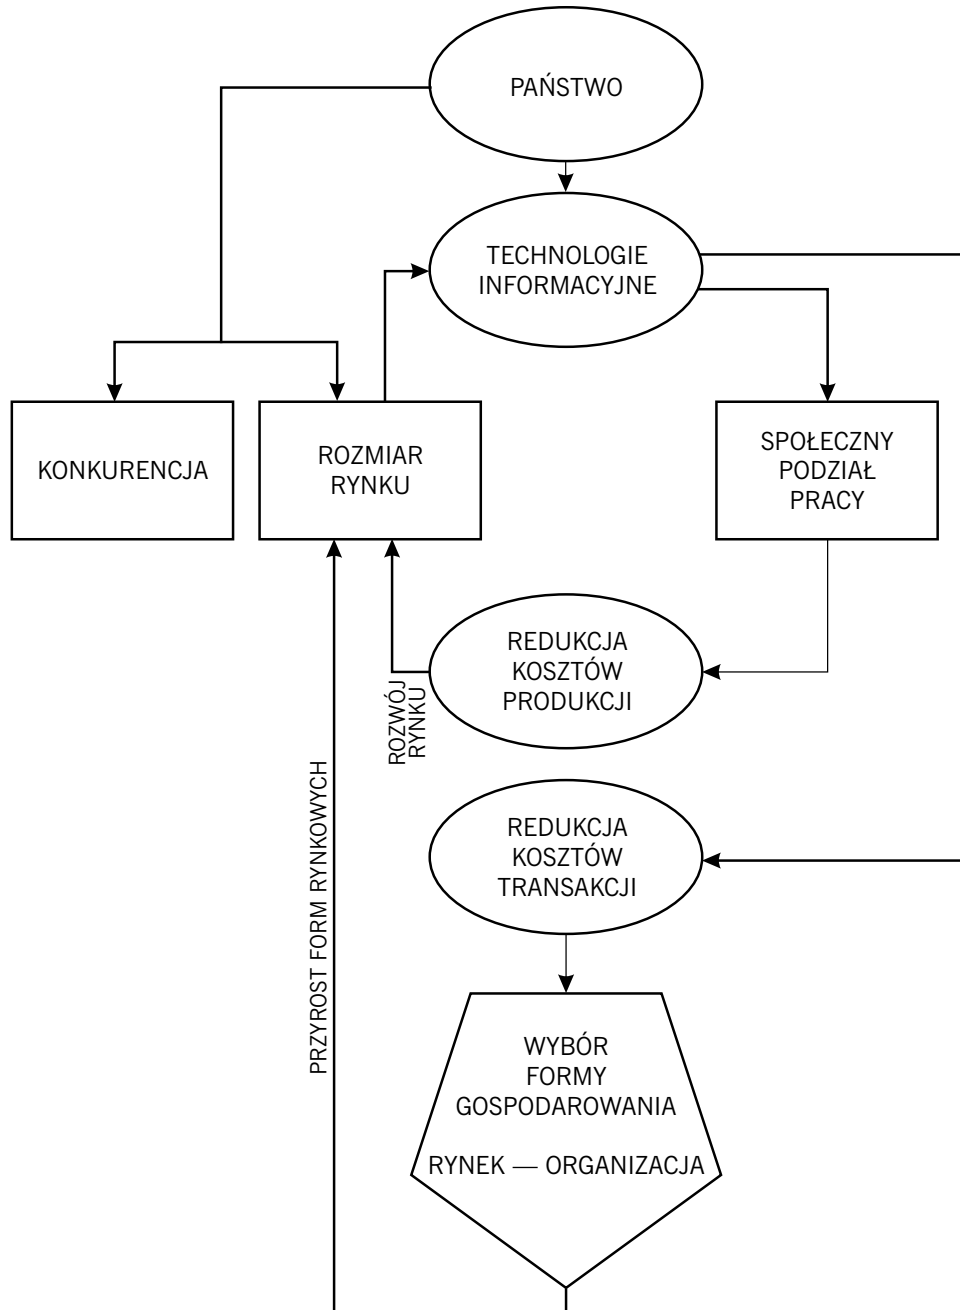 PAŃSTWO
TECHNOLOGIE
INFORMACYJNE
KONKURENCJA
ROZMIAR
RYNKU
SPOŁECZNY
PODZIAŁ
PRACY
REDUKCJA
KOSZTÓW
PRODUKCJI
ROZWÓJ
RYNKU
PRZYROST FORM RYNKOWYCH
REDUKCJA
KOSZTÓW
TRANSAKCJI
WYBÓR
FORMY
GOSPODAROWANIA
RYNEK — ORGANIZACJA